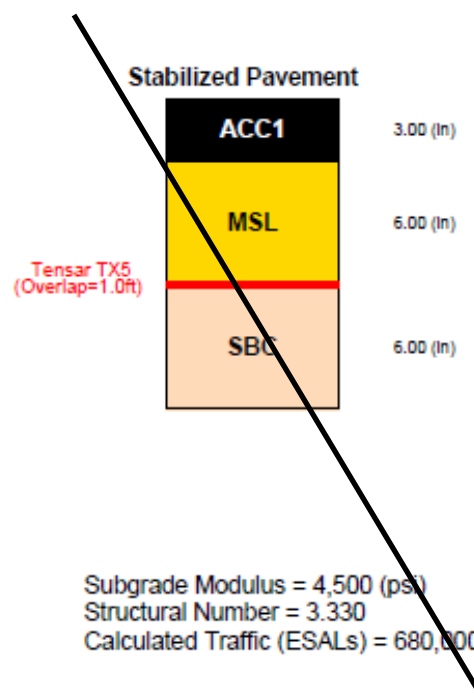 Stabilized Pavement
ACC1
3.00 (in)
MSL
6.00 (in)
Tensar TX5
(Overlap=1.0ft)
SBC
6.00 (in)
Subgrade Modulus = 4,500 (psi)
Structural Number = 3.330
Calculated Traffic (ESALs) = 680,000